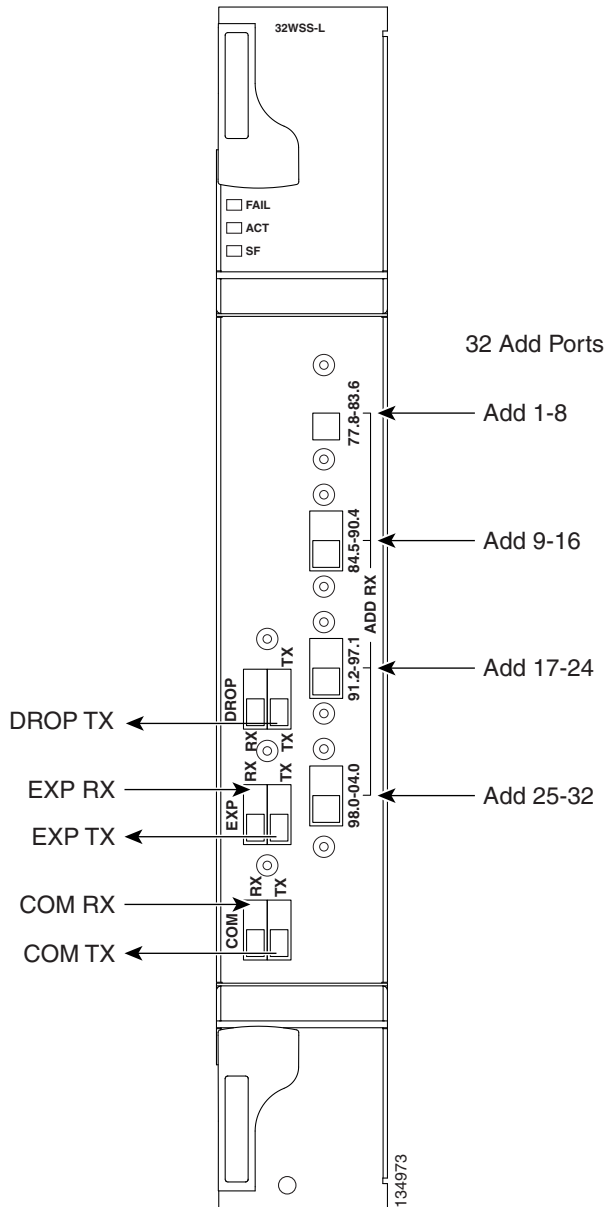 32WSS-L
FAIL
ACT
SF
32 Add Ports
77.8-83.6
Add 1-8
84.5-90.4
Add 9-16
ADD RX
91.2-97.1
Add 17-24
TX
DROP
DROP TX
RX
TX
RX
EXP RX
98.0-04.0
Add 25-32
EXP
EXP TX
RX
TX
COM RX
COM
COM TX
134973